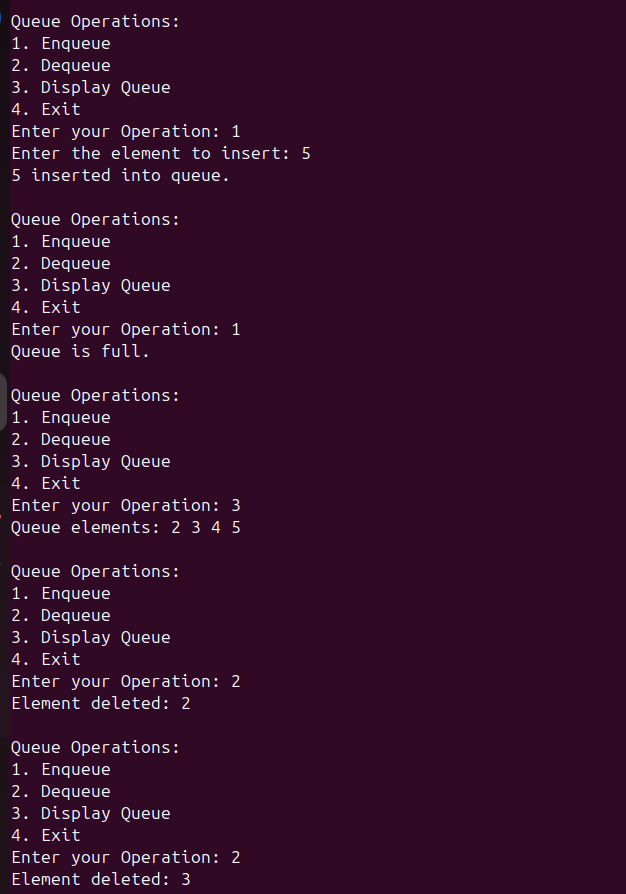 Queue Operations:
1. Enqueue
2. Dequeue
3. Display Queue
4. Exit
Enter your Operation: 1
Enter the element to insert: 5
5 inserted into queue.

Queue Operations:
1. Enqueue
2. Dequeue
3. Display Queue
4. Exit
Enter your Operation: 1
Queue is full.

Queue Operations:
1. Enqueue
2. Dequeue
3. Display Queue
4. Exit
Enter your Operation: 3
Queue elements: 2 3 4 5

Queue Operations:
1. Enqueue
2. Dequeue
3. Display Queue
4. Exit
Enter your Operation: 2
Element deleted: 2

Queue Operations:
1. Enqueue
2. Dequeue
3. Display Queue
4. Exit
Enter your Operation: 2
Element deleted: 3